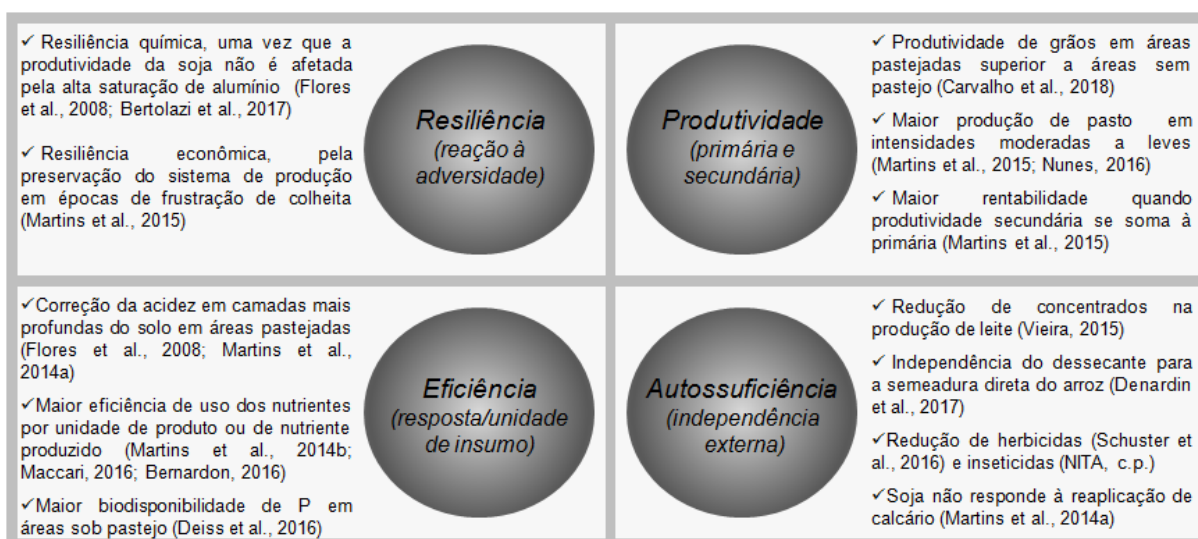 ✓ Resiliência química, uma vez que a
produtividade da soja não é afetada
pela alta saturação de alumínio (Flores
et al., 2008; Bertolazi et al., 2017)
✓ Resiliência econômica, pela
preservação do sistema de produção
em épocas de frustração de colheita
(Martins et al., 2015)
Resiliência
(reação à
adversidade)
Produtividade
(primária e
secundária)
✓ Produtividade de grãos em áreas
pastejadas superior a áreas sem
pastejo (Carvalho et al., 2018)
✓ Maior produção de pasto em
intensidades moderadas a leves
(Martins et al., 2015; Nunes, 2016)
✓ Maior rentabilidade quando
produtividade secundária se soma à
primária (Martins et al., 2015)
✓Correção da acidez em camadas mais
profundas do solo em áreas pastejadas
(Flores et al., 2008; Martins et al.,
2014a)
✓Maior eficiência de uso dos nutrientes
por unidade de produto ou de nutriente
produzido (Martins et al., 2014b;
Maccari, 2016; Bernardon, 2016)
✓Maior biodisponibilidade de P em
áreas sob pastejo (Deiss et al., 2016)
Eficiência
(resposta/unidade
de insumo)
Autossuficiência
(independência
externa)
✓ Redução de concentrados na
produção de leite (Vieira, 2015)
✓ Independência do dessecante para
a semeadura direta do arroz (Denardin
et al., 2017)
✓Redução de herbicidas (Schuster et
al., 2016) e inseticidas (NITA, c.p.)
✓Soja não responde à reaplicação de
calcário (Martins et al., 2014a)